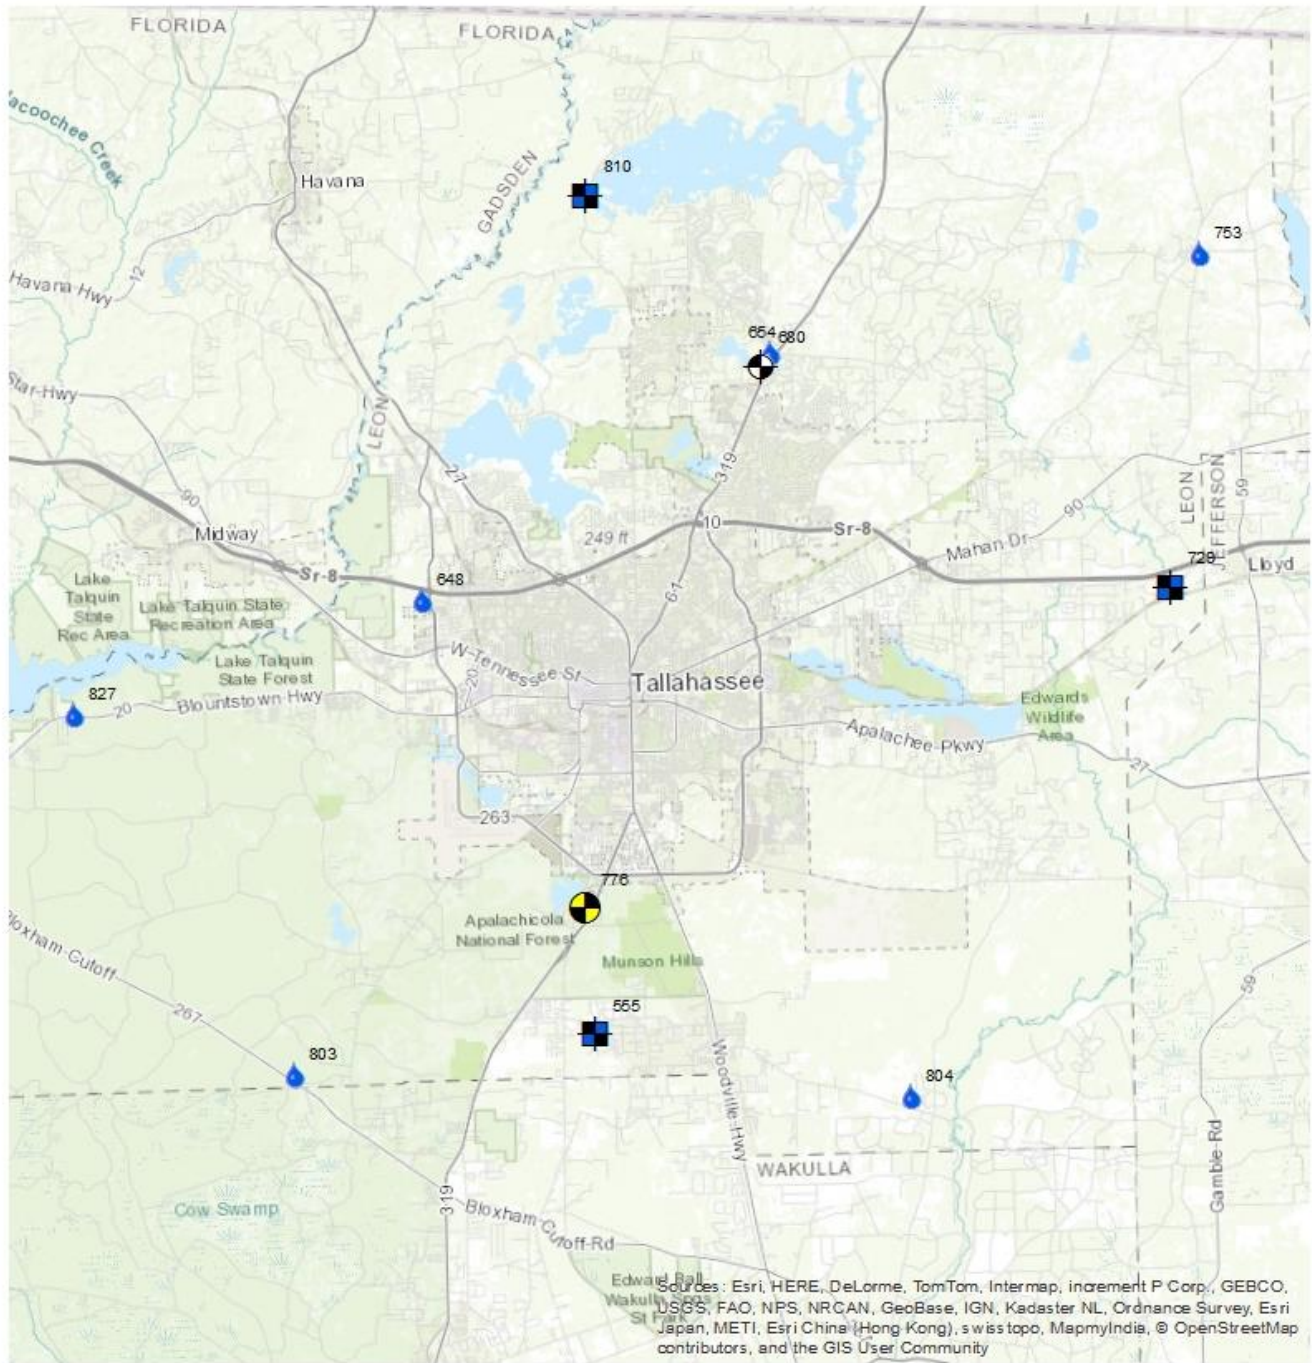 FLORIDA
FLORIDA
acoochee Creek
Havana
GADSDEN
810
753
12
Havana Hwy
654
680
Star-Hwy
LEON
27
319
90
Midway
Sr-8
249 ft
10
Sr-8
Mahan Dr
90
LEON
JEFFERSON
59
Lloyd
Lake
Talquin
State
Rec Area
Lake Talquin State
Recreation Area
648
61
Lake Talquin
State Forest
W-Tennessee St
20
Tallahassee
827
20
Blountstown Hwy
Edwards
Wildlife
Area
Apalachee-Pkwy
27
263
776
Apalachicola
National Forest
Munson Hills
loxham-Cutoff
267
59
555
803
Woodville-Hwy
804
WAKULLA
Gamble-Rd
Cow Swamp
319
Bloxham-Cutoff-Rd
Edward Ball
Wakulla Spgs
St Park
Sources: Esri, HERE, DeLorme, TomTom, Intermap, increment P Corp., GEBCO,
USGS, FAO, NPS, NRCAN, GeoBase, IGN, Kadaster NL, Ordnance Survey, Esri
Japan, METI, Esri China (Hong Kong), swisstopo, MapmyIndia, © OpenStreetMap
contributors, and the GIS User Community